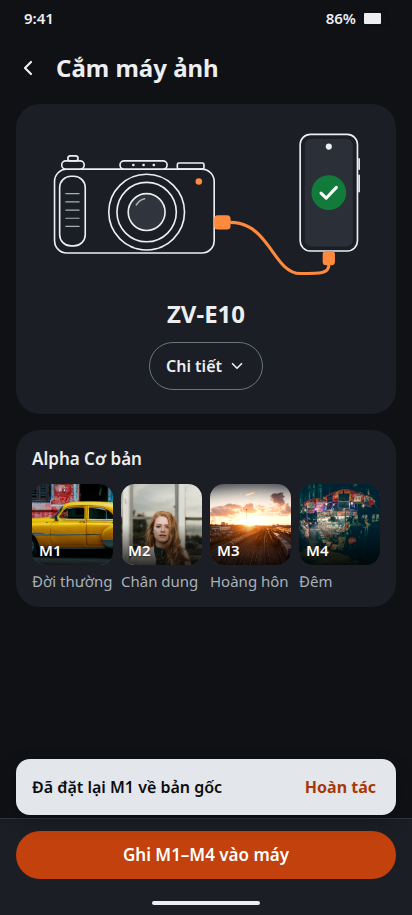 9:41
86%
Cắm máy ảnh
ZV-E10
Chi tiết
Alpha Cơ bản
M1
M2
M3
M4
Đời thường
Chân dung
Hoàng hôn
Đêm
Đã đặt lại M1 về bản gốc
Hoàn tác
Ghi M1–M4 vào máy